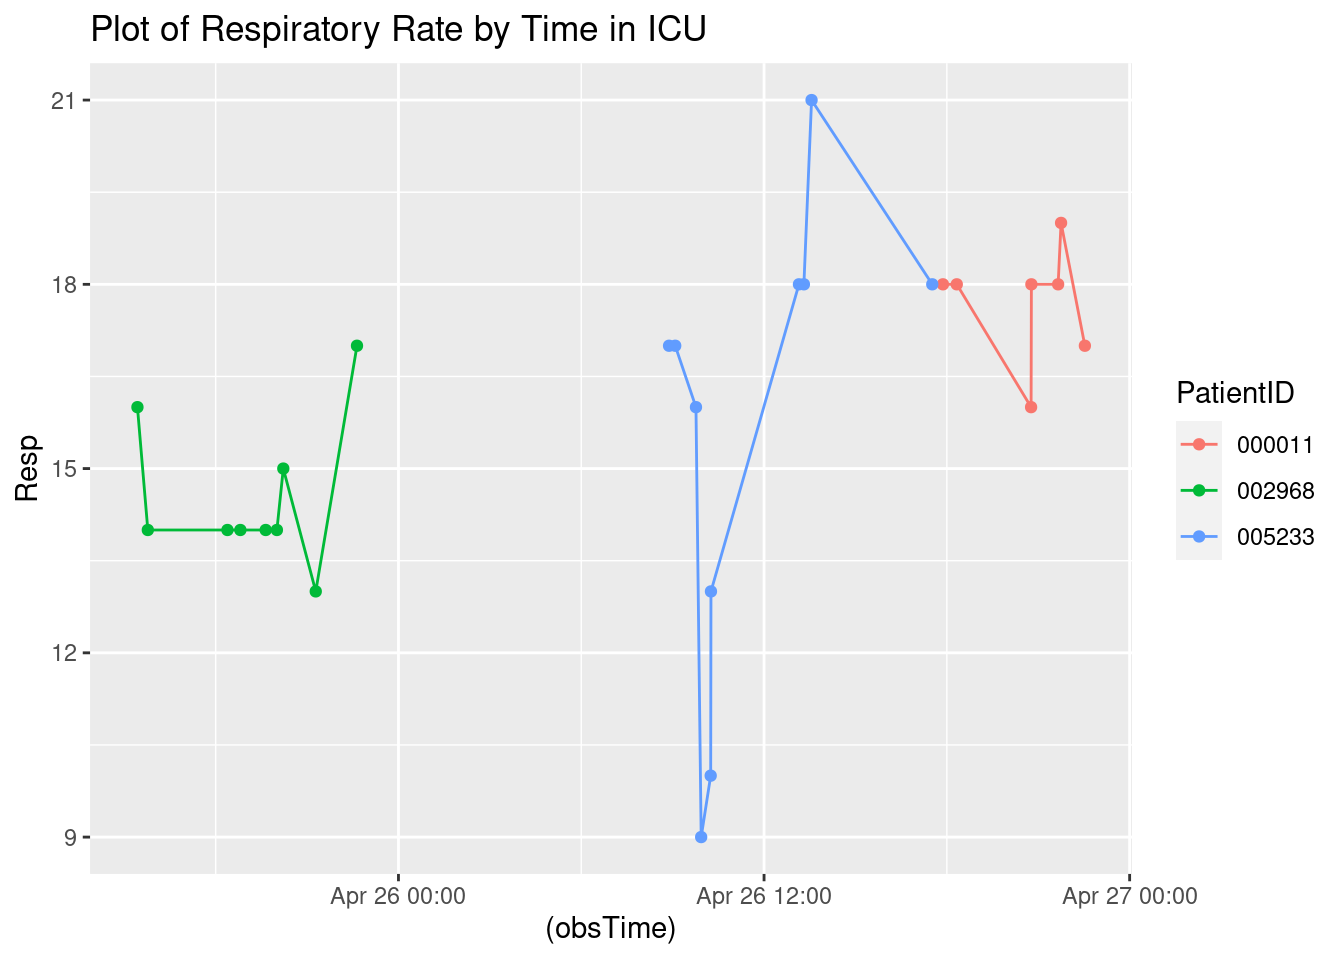 Plot of Respiratory Rate by Time in ICU
21
18
15
12
9
Resp
Apr 26 00:00
Apr 26 12:00
Apr 27 00:00
(obsTime)
PatientID
000011
002968
005233